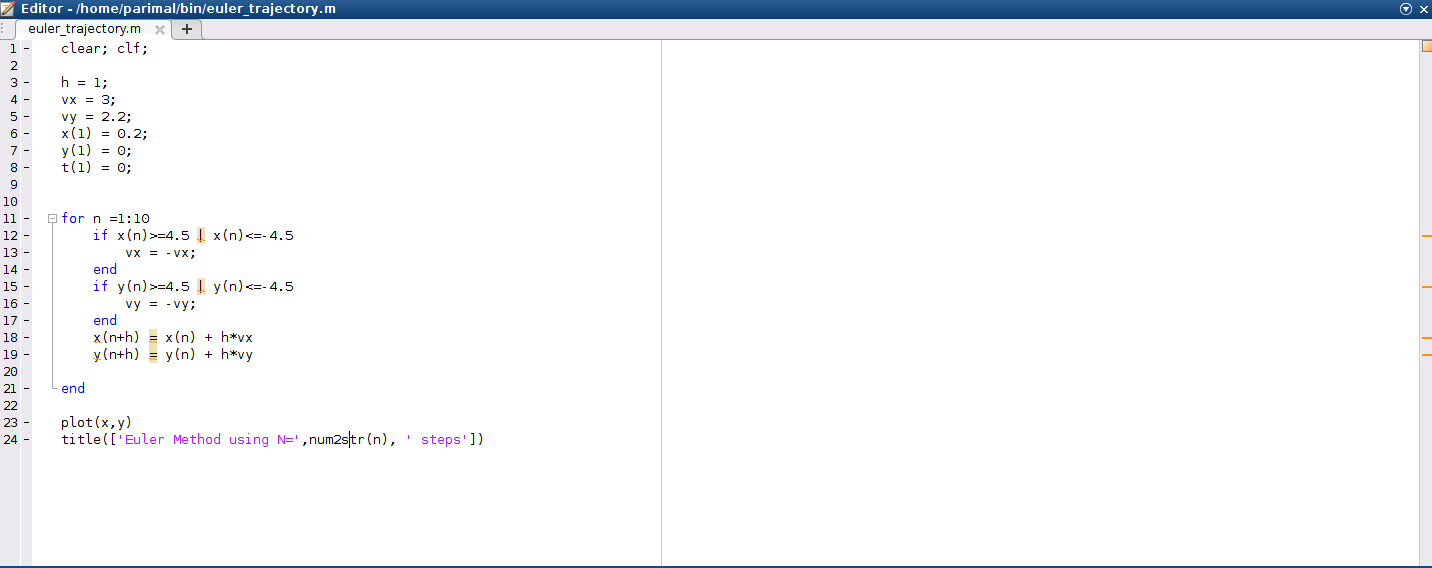 Editor - /home/parimal/bin/euler_trajectory.m
euler_trajectory.m × +
1 - clear; clf;
2
3 - h = 1;
4 - vx = 3;
5 - vy = 2.2;
6 - x(1) = 0.2;
7 - y(1) = 0;
8 - t(1) = 0;
9
10
11 - for n =1:10
12 - if x(n)>=4.5 | x(n)<=-4.5
13 - vx = -vx;
14 - end
15 - if y(n)>=4.5 | y(n)<=-4.5
16 - vy = -vy;
17 - end
18 - x(n+h) = x(n) + h*vx
19 - y(n+h) = y(n) + h*vy
20
21 - end
22
23 - plot(x,y)
24 - title(['Euler Method using N=',num2str(n), ' steps'])